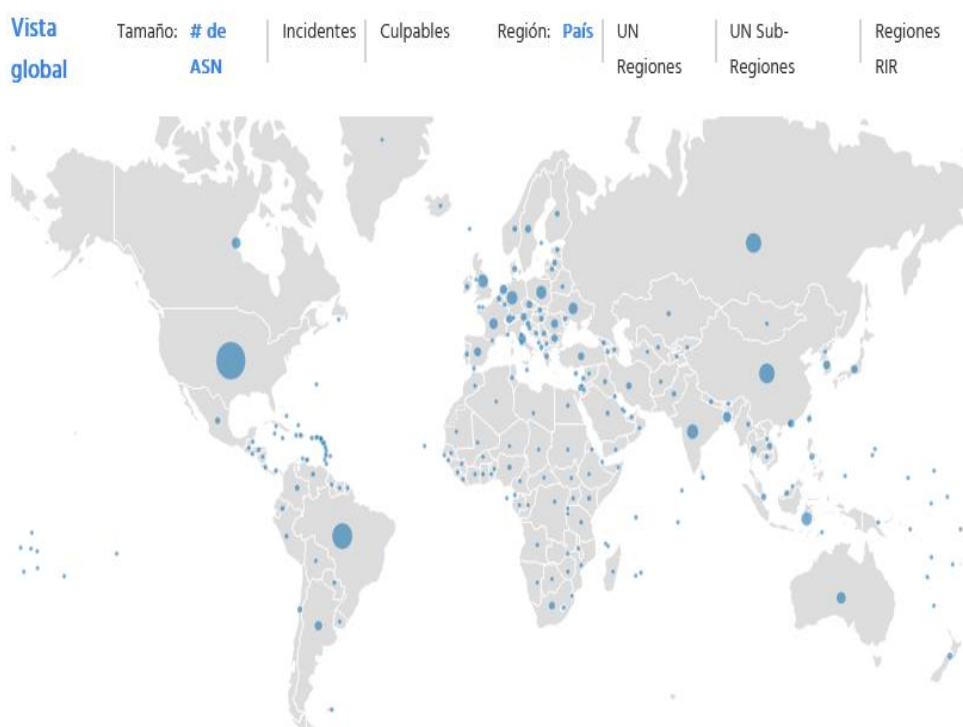 Vista Tamaño: # de Incidentes Culpables Región: País UN UN Sub- Regiones
global ASN Regiones Regiones RIR